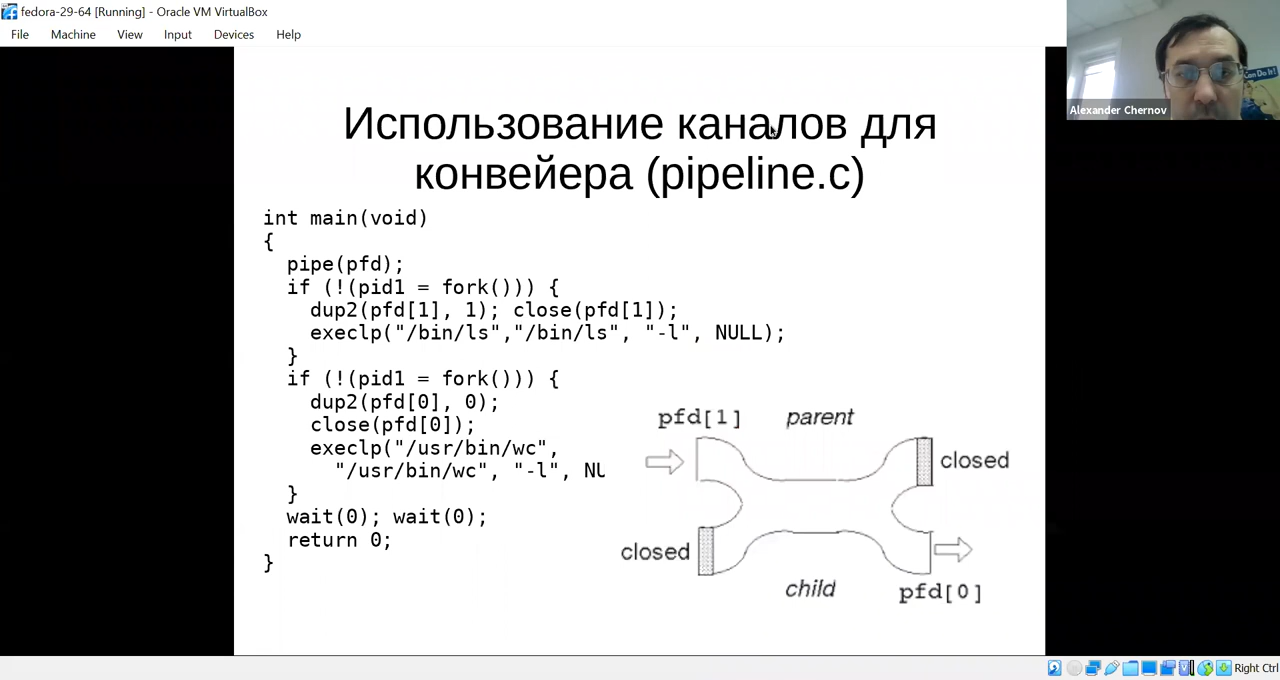 fedora-29-64 [Running] - Oracle VM VirtualBox
File Machine View Input Devices Help
Can Do It!
Alexander Chernov
Использование каналов для
конвейера (pipeline.c)
int main(void)
{
pipe(pfd);
if (!(pid1 = fork())) {
dup2(pfd[1], 1); close(pfd[1]);
execlp("/bin/ls","/bin/ls", "-l", NULL);
}
if (!(pid1 = fork())) {
dup2(pfd[0], 0);
close(pfd[0]);
execlp("/usr/bin/wc",
"/usr/bin/wc", "-l", NU
}
wait(0); wait(0);
return 0;
}
pfd[1] parent
closed
closed
child
pfd[0]
Right Ctrl